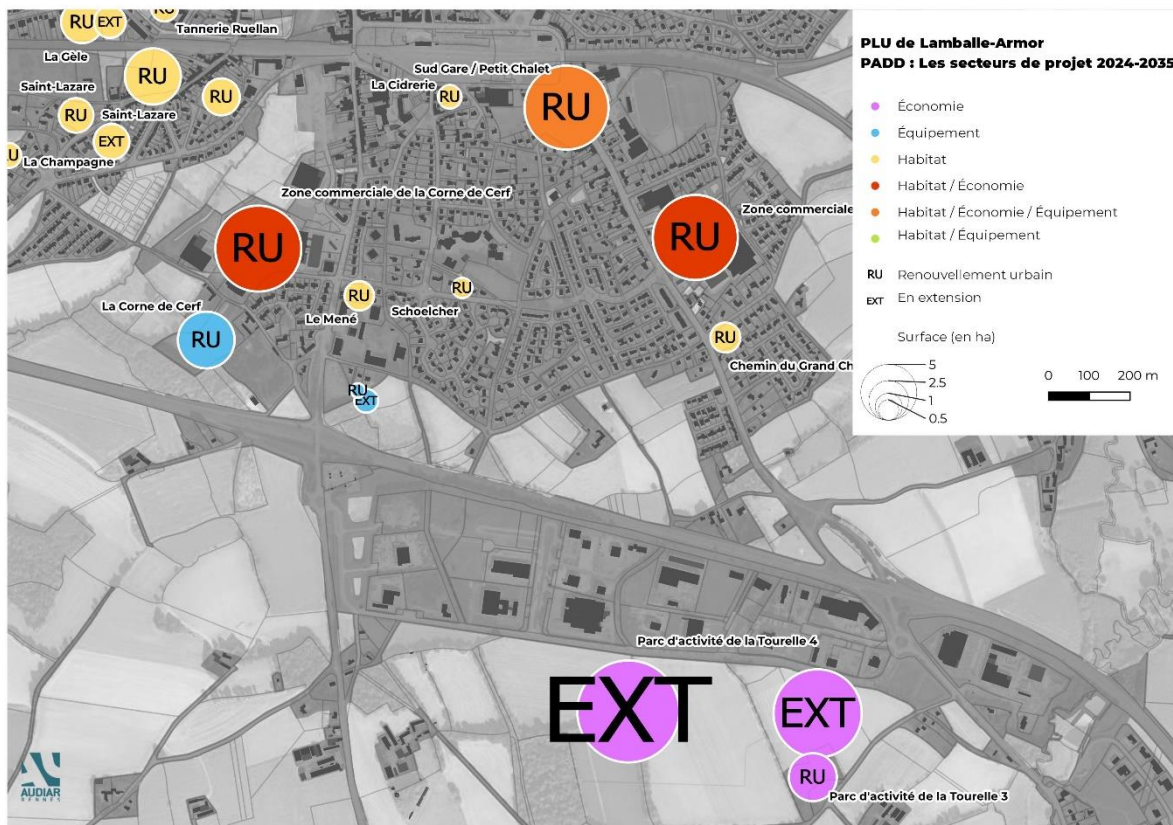 RU
EXT
RU
Tannerie Ruellan
La Gèle
RU
Sud Gare / Petit Chalet
Saint-Lazare
RU
La Cidrerie
RU
RU
RU
Saint-Lazare
EXT
RU
La Champagne
Zone commerciale de la Corne de Cerf
RU
RU
Zone commerciale
RU
RU
La Corne de Cerf
Le Mené
Schoelcher
RU
RU
Chemin du Grand Ch
RU
EXT
Parc d'activité de la Tourelle 4
EXT
EXT
RU
Parc d'activité de la Tourelle 3
PLU de Lamballe-Armor
PADD : Les secteurs de projet 2024-2035
Économie
Équipement
Habitat
Habitat / Économie
Habitat / Économie / Équipement
Habitat / Équipement
RU Renouvellement urbain
EXT En extension
Surface (en ha)
5
2.5
1
0.5
0 100 200 m
AUDIAR
RENNES